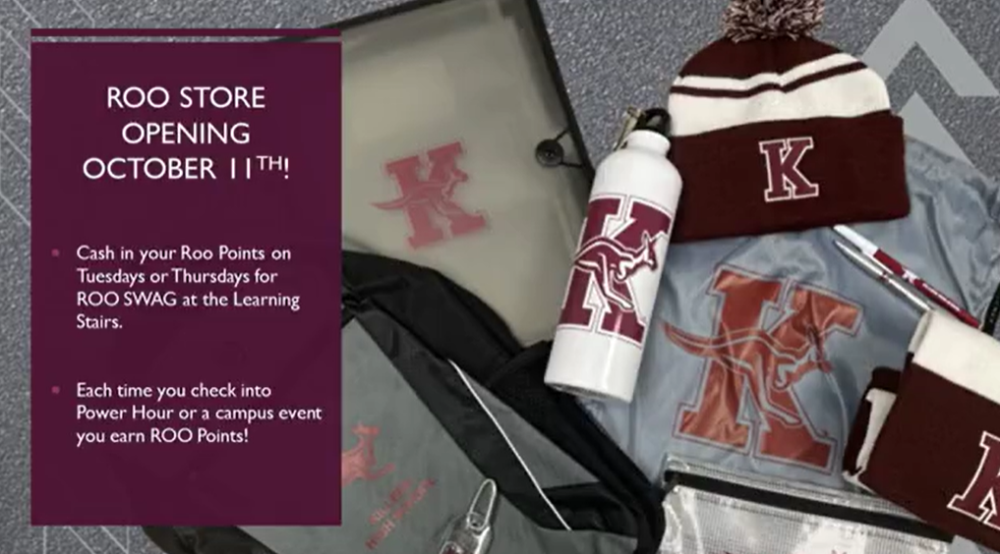 ROO STORE
OPENING
OCTOBER 11TH!
Cash in your Roo Points on
Tuesdays or Thursdays for
ROO SWAG at the Learning
Stairs.
Each time you check into
Power Hour or a campus event
you earn ROO Points!
K
K
K
K
K